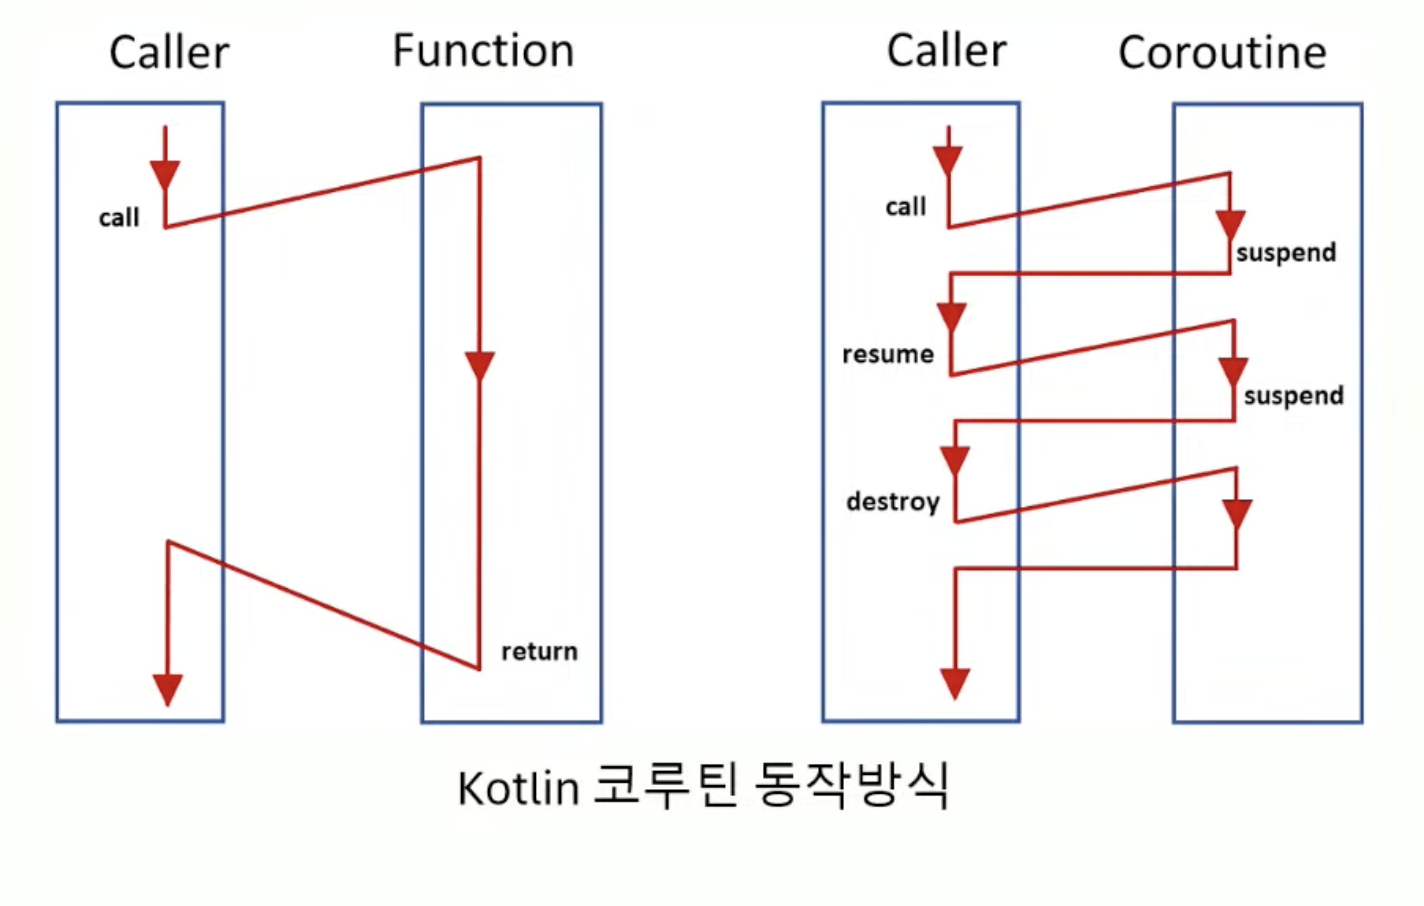 Caller
Function
call
return
Caller
Coroutine
call
suspend
resume
suspend
destroy
Kotlin 코루틴 동작방식